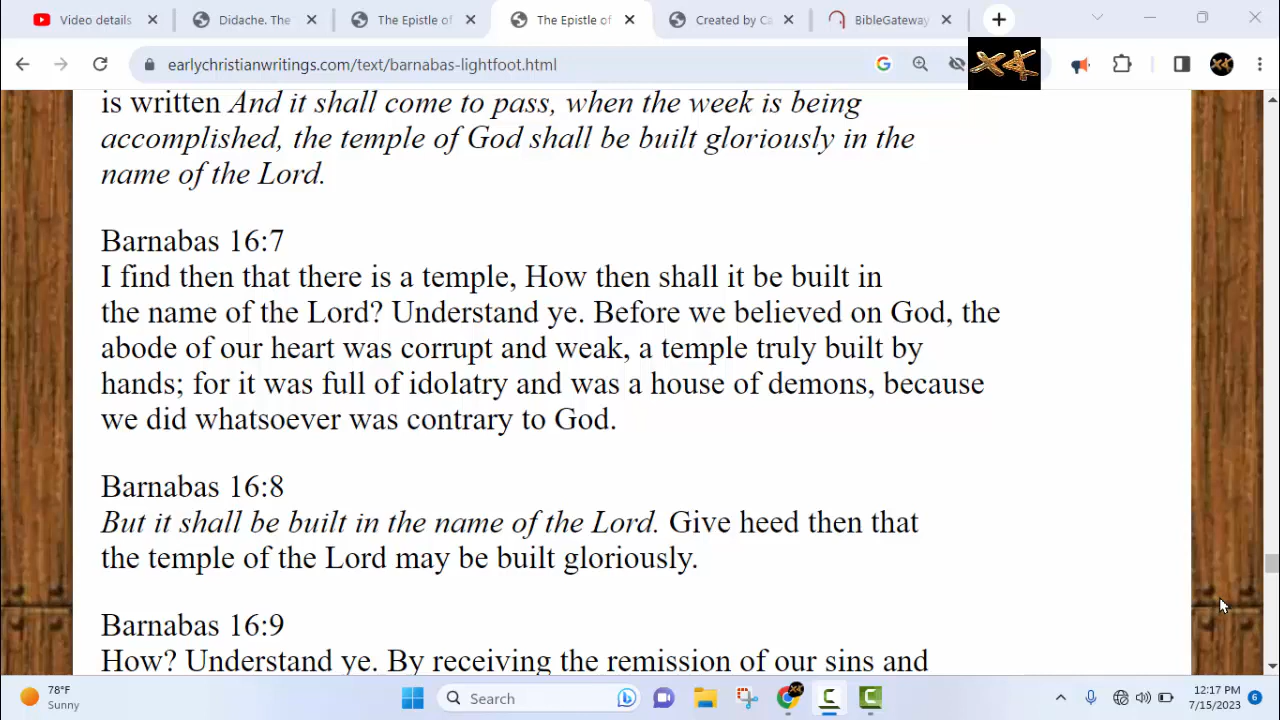 Video details
Didache. The
The Epistle of
The Epistle of
Created by Ca
BibleGateway
earlychristianwritings.com/text/barnabas-lightfoot.html
X4
is written And it shall come to pass, when the week is being
accomplished, the temple of God shall be built gloriously in the
name of the Lord.
Barnabas 16:7
I find then that there is a temple, How then shall it be built in
the name of the Lord? Understand ye. Before we believed on God, the
abode of our heart was corrupt and weak, a temple truly built by
hands; for it was full of idolatry and was a house of demons, because
we did whatsoever was contrary to God.
Barnabas 16:8
But it shall be built in the name of the Lord. Give heed then that
the temple of the Lord may be built gloriously.
Barnabas 16:9
How? Understand ye. By receiving the remission of our sins and
78°F
Sunny
Search
12:17 PM
7/15/2023
6